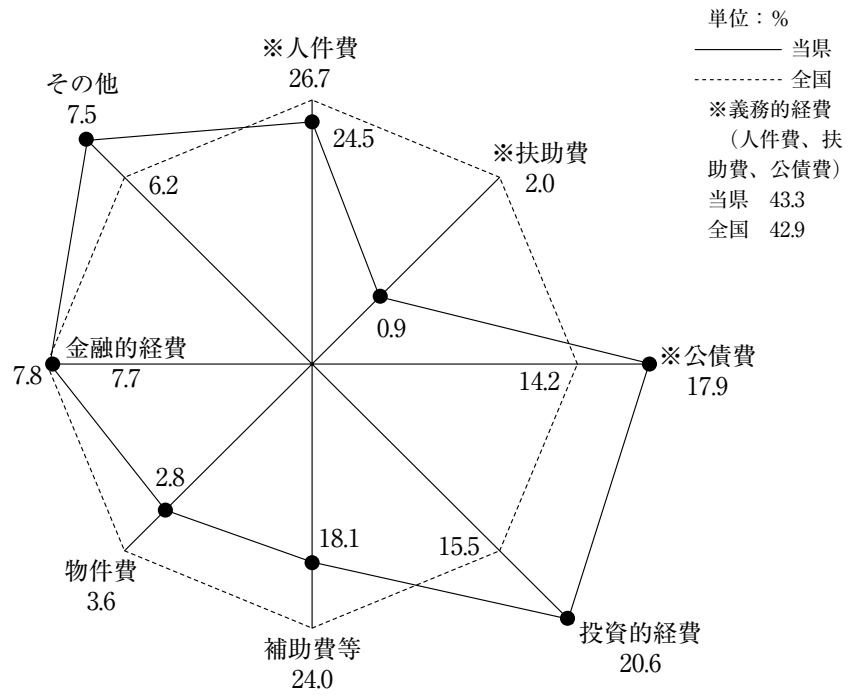 単位：%
当県
全国
※義務的経費
（人件費、扶
助費、公債費）
当県　43.3
全国　42.9
※人件費
26.7
24.5
※扶助費
2.0
0.9
※公債費
17.9
14.2
投資的経費
20.6
15.5
補助費等
24.0
18.1
物件費
3.6
2.8
金融的経費
7.8
7.7
その他
7.5
6.2